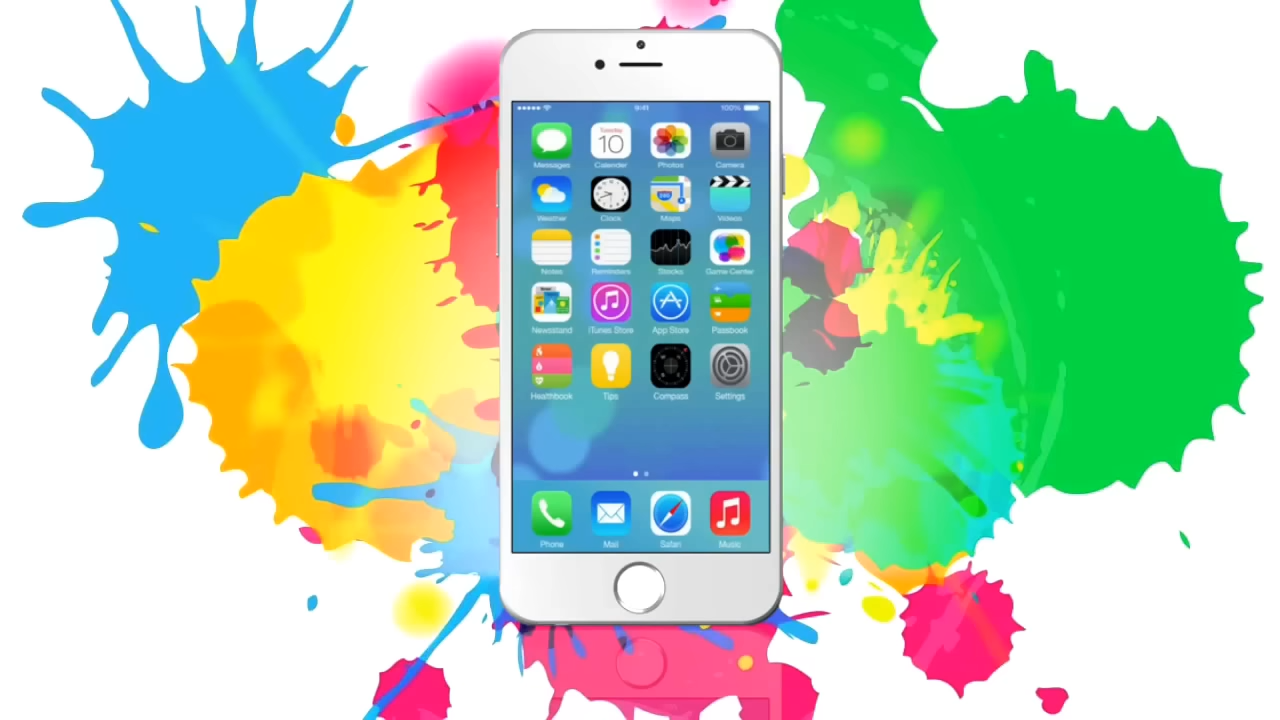 9:41 100%
Tuesday
10
Messages Calendar Photos Camera
280
Weather Clock Maps Videos
Notes Reminders Stocks Game Center
Newsstand iTunes Store App Store Passbook
Healthbook Tips Compass Settings
Phone Mail Safari Music